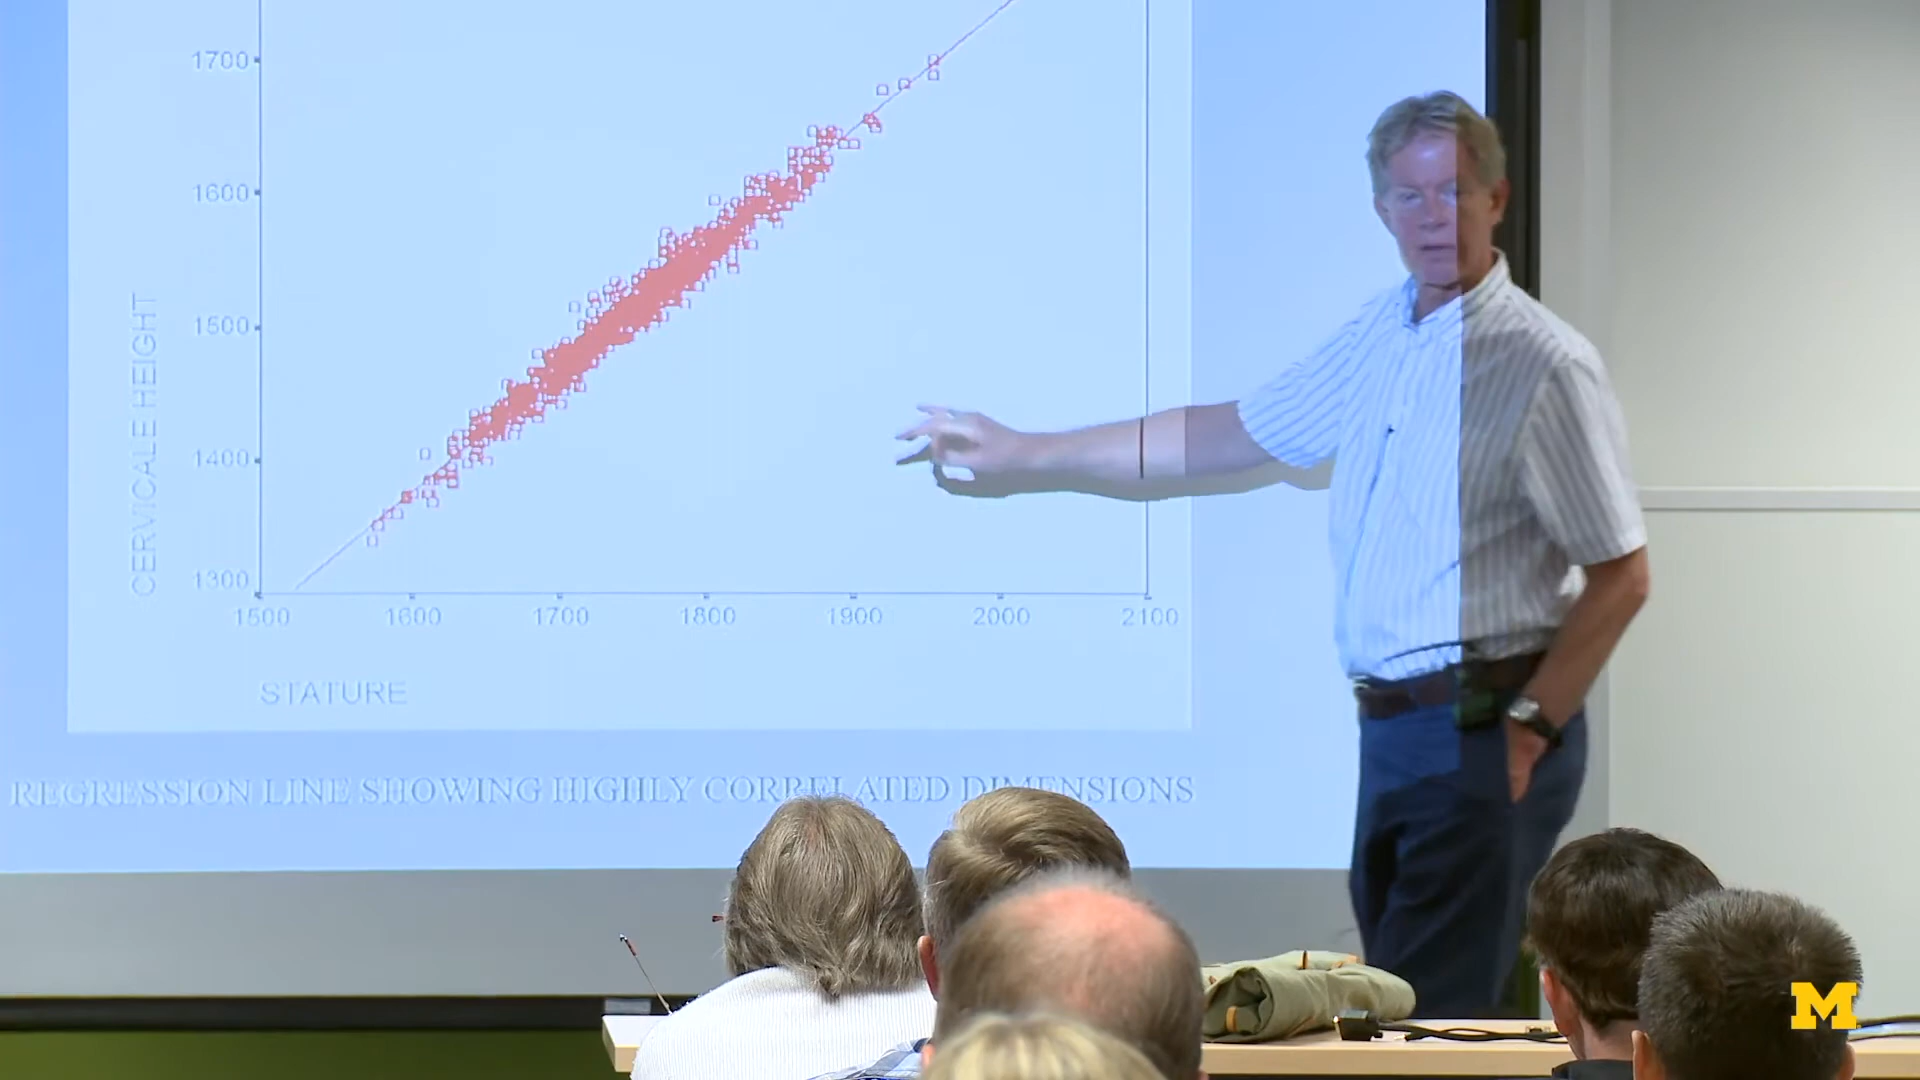 1700
1600
1500
1400
1300
CERVICALE HEIGHT
1500 1600 1700 1800 1900 2000 2100
STATURE
REGRESSION LINE SHOWING HIGHLY CORRELATED DIMENSIONS
M